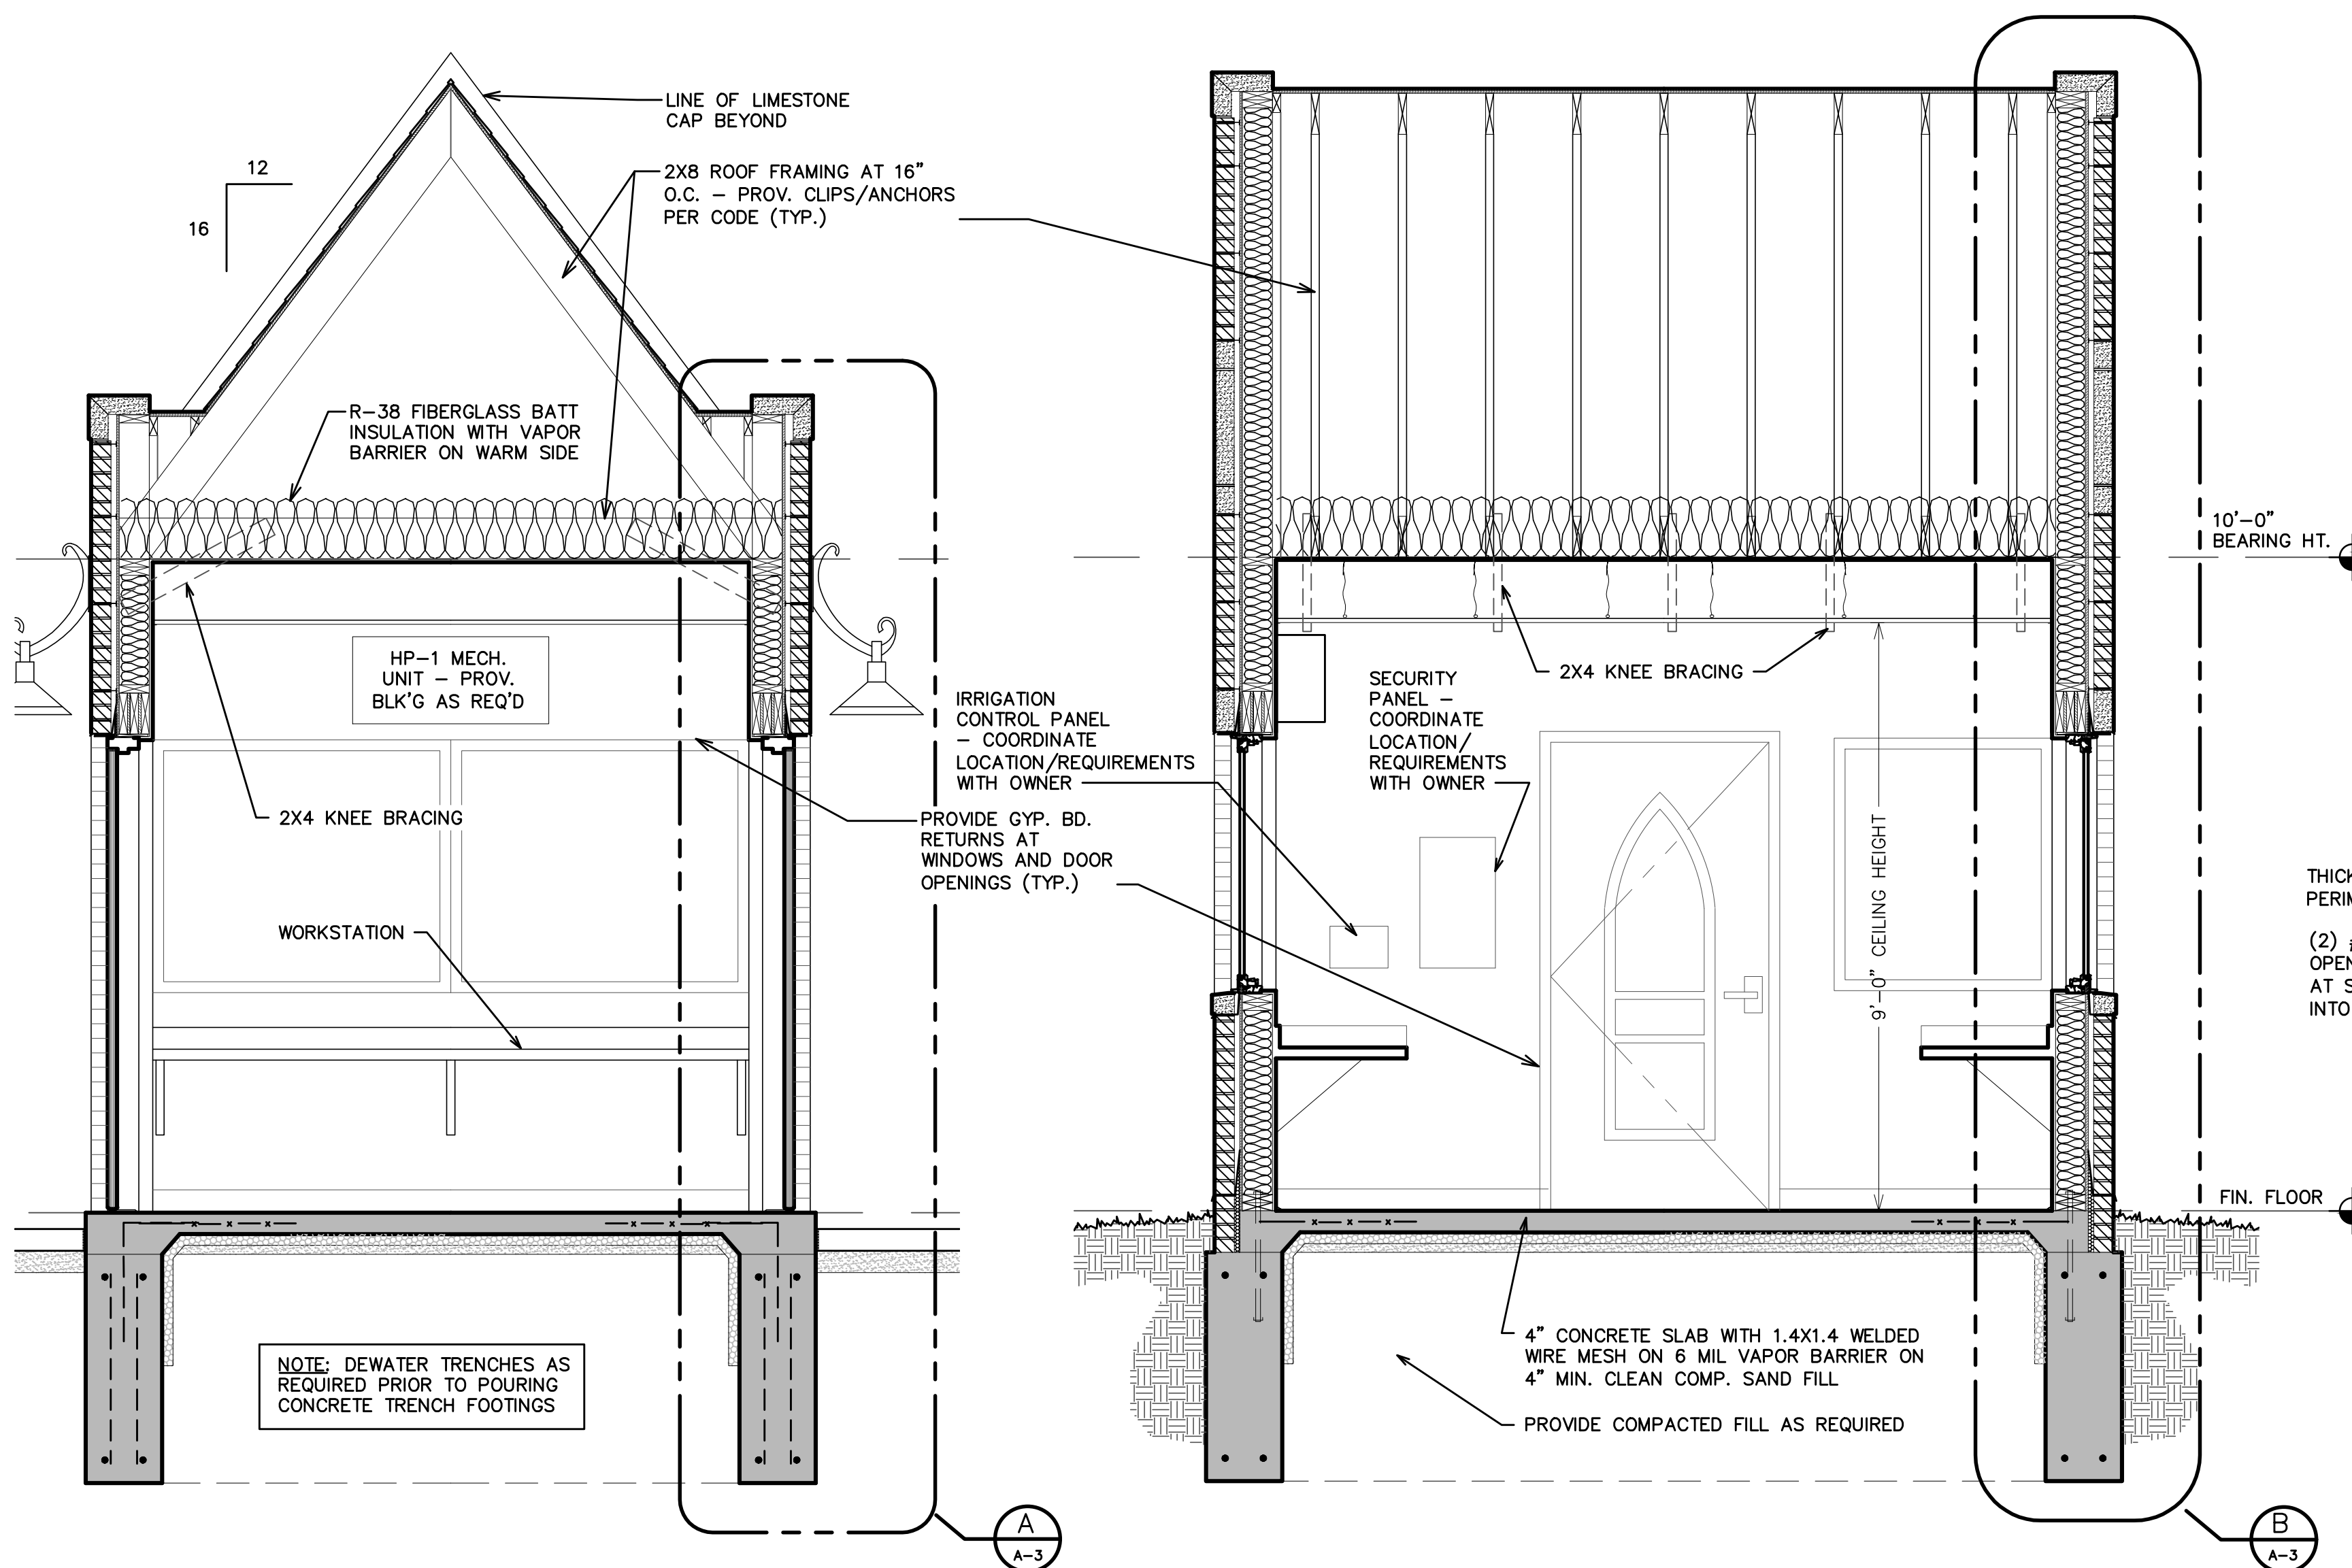 LINE OF LIMESTONE
CAP BEYOND
12
16
2X8 ROOF FRAMING AT 16”
O.C. – PROV. CLIPS/ANCHORS
PER CODE (TYP.)
R–38 FIBERGLASS BATT
INSULATION WITH VAPOR
BARRIER ON WARM SIDE
HP–1 MECH.
UNIT – PROV.
BLK'G AS REQ'D
2X4 KNEE BRACING
WORKSTATION
NOTE: DEWATER TRENCHES AS
REQUIRED PRIOR TO POURING
CONCRETE TRENCH FOOTINGS
A
A–3
IRRIGATION
CONTROL PANEL
– COORDINATE
LOCATION/REQUIREMENTS
WITH OWNER
PROVIDE GYP. BD.
RETURNS AT
WINDOWS AND DOOR
OPENINGS (TYP.)
SECURITY
PANEL –
COORDINATE
LOCATION/
REQUIREMENTS
WITH OWNER
2X4 KNEE BRACING
9'–0” CEILING HEIGHT
4” CONCRETE SLAB WITH 1.4X1.4 WELDED
WIRE MESH ON 6 MIL VAPOR BARRIER ON
4” MIN. CLEAN COMP. SAND FILL
PROVIDE COMPACTED FILL AS REQUIRED
10'–0”
BEARING HT.
THICK
PERIM
(2)
OPEN
AT S
INTO
FIN. FLOOR
B
A–3